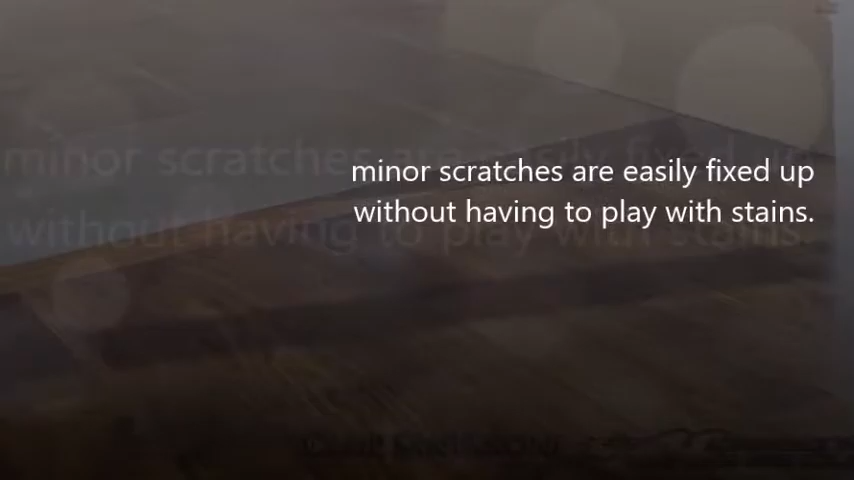 minor scratches are easily fixed up
without having to play with stains.